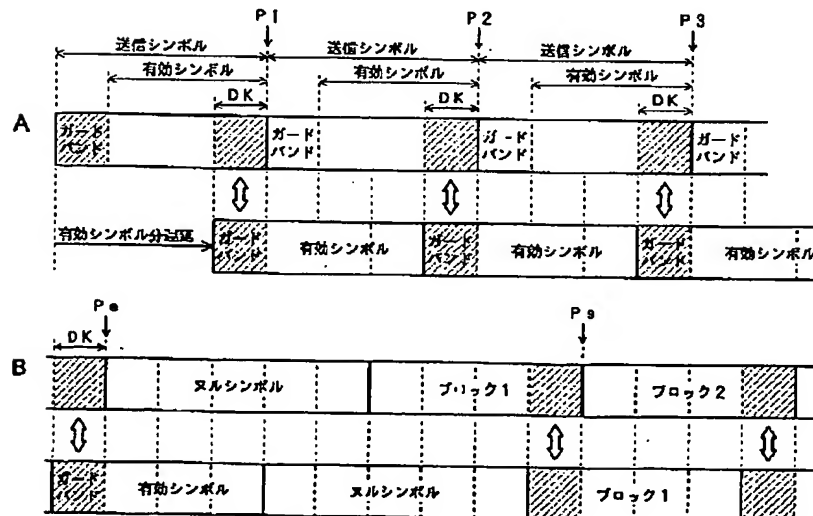 P1 P2 P3
送信シンボル 送信シンボル 送信シンボル
有効シンボル 有効シンボル 有効シンボル
DK DK DK
A
ガード ガード ガード ガード
バンド バンド バンド バンド
有効シンボル分遅延
ガード 有効シンボル ガード 有効シンボル ガード 有効シンボル
バンド バンド バンド
Pe Ps
DK
B
ヌルシンボル ブロック1 ブロック2
ガード 有効シンボル ヌルシンボル ブロック1
バンド